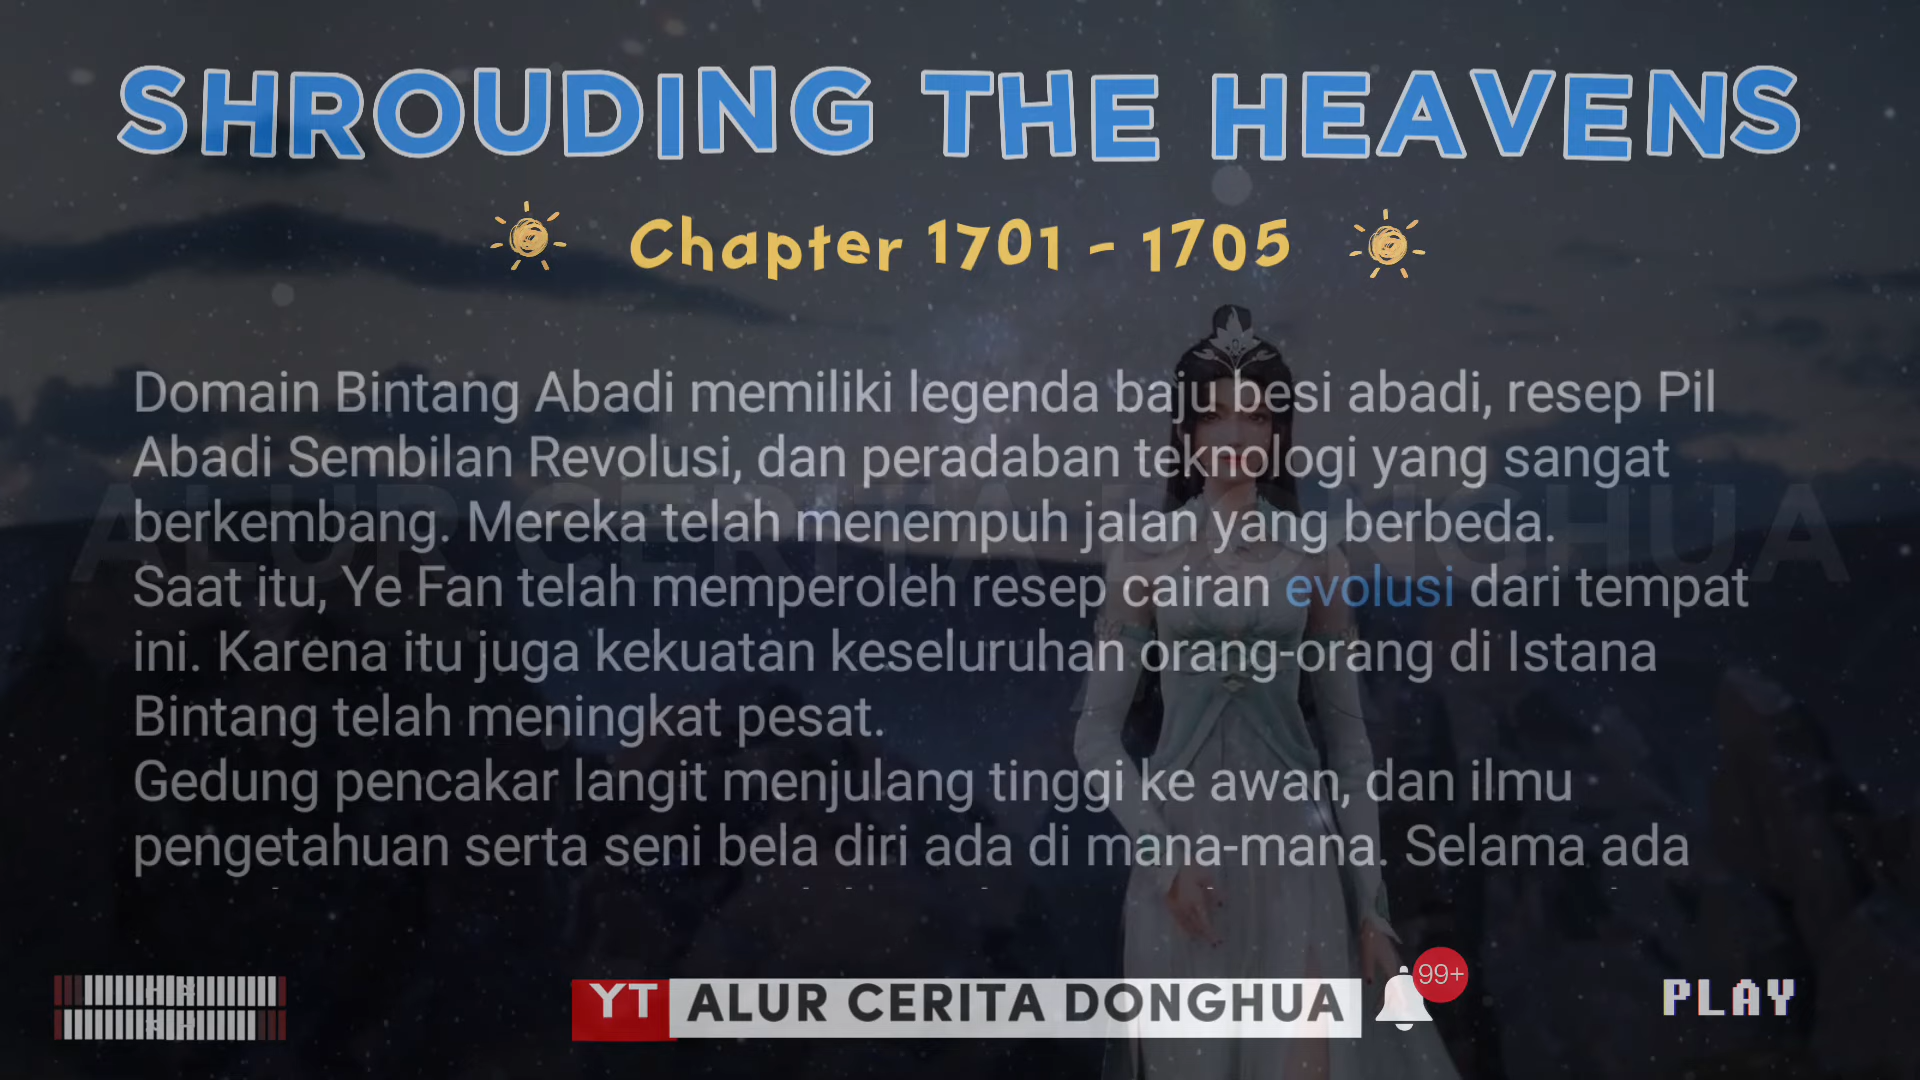 SHROUDING THE HEAVENS
Chapter 1701 - 1705
Domain Bintang Abadi memiliki legenda baju besi abadi, resep Pil
Abadi Sembilan Revolusi, dan peradaban teknologi yang sangat
berkembang. Mereka telah menempuh jalan yang berbeda.
Saat itu, Ye Fan telah memperoleh resep cairan evolusi dari tempat
ini. Karena itu juga kekuatan keseluruhan orang-orang di Istana
Bintang telah meningkat pesat.
Gedung pencakar langit menjulang tinggi ke awan, dan ilmu
pengetahuan serta seni bela diri ada di mana-mana. Selama ada
ALUR CERITA DONGHUA
YT ALUR CERITA DONGHUA
99+
PLAY